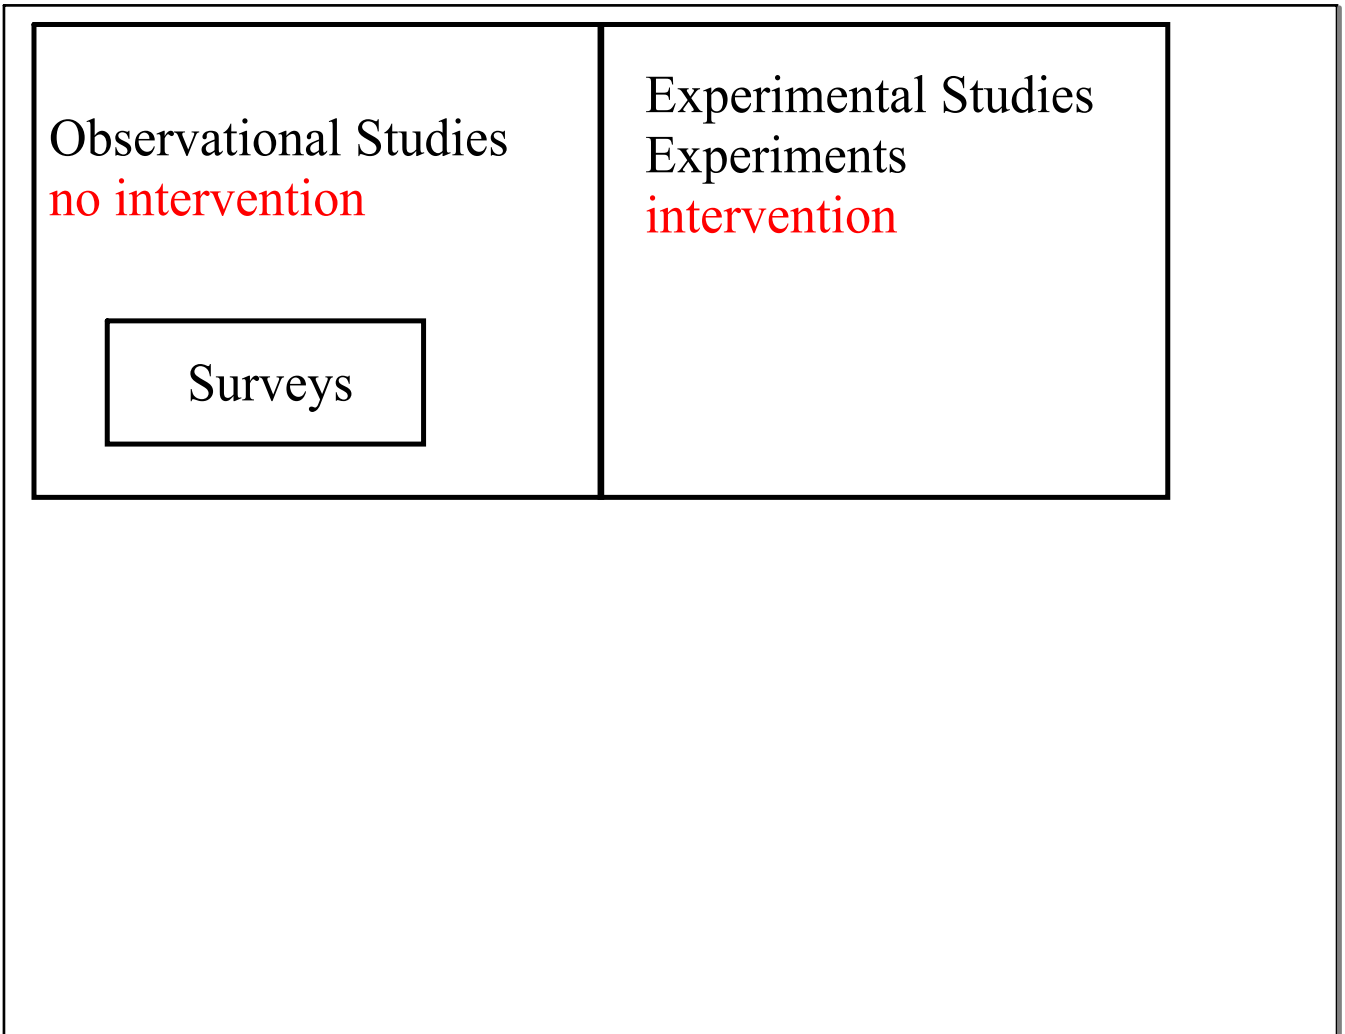 Observational Studies
no intervention
Surveys
Experimental Studies
Experiments
intervention